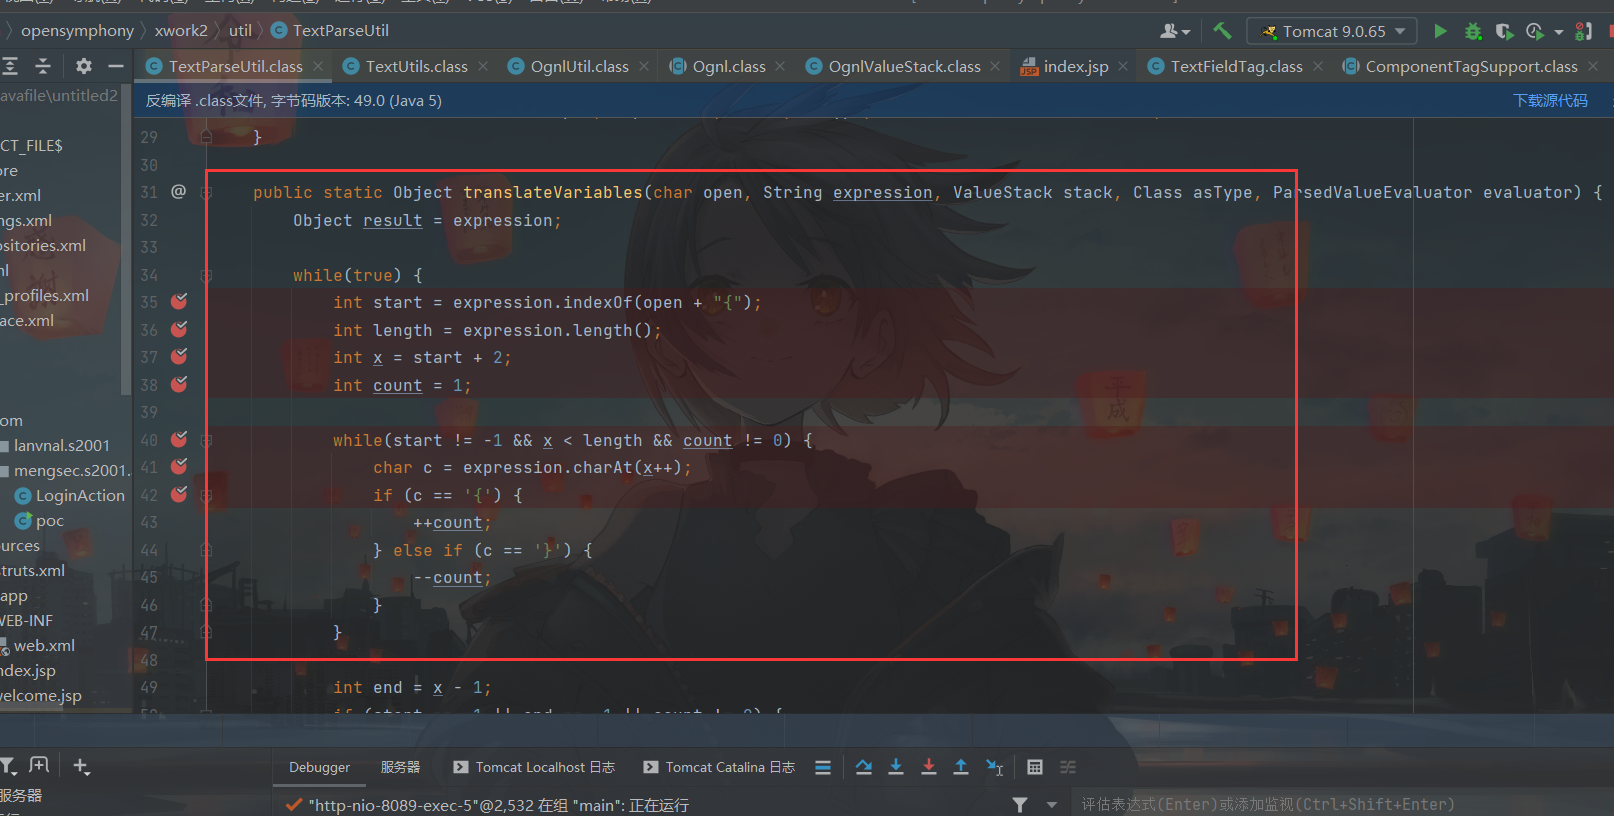 opensymphony xwork2 util TextParseUtil
Tomcat 9.0.65
TextParseUtil.class TextUtils.class OgnlUtil.class Ognl.class OgnlValueStack.class index.jsp TextFieldTag.class ComponentTagSupport.class
反编译 .class文件, 字节码版本: 49.0 (Java 5) 下载源代码
avafile\untitled2
CT_FILE$
ore
er.xml
ngs.xml
ositories.xml
ml
_profiles.xml
ace.xml
om
lanvnal.s2001
mengsec.s2001.
LoginAction
poc
urces
truts.xml
app
WEB-INF
web.xml
ndex.jsp
welcome.jsp
29 }
30
31 @ public static Object translateVariables(char open, String expression, ValueStack stack, Class asType, ParsedValueEvaluator evaluator) {
32 Object result = expression;
33
34 while(true) {
35 int start = expression.indexOf(open + "{");
36 int length = expression.length();
37 int x = start + 2;
38 int count = 1;
39
40 while(start != -1 && x < length && count != 0) {
41 char c = expression.charAt(x++);
42 if (c == '{') {
43 ++count;
44 } else if (c == '}') {
45 --count;
46 }
47 }
48
49 int end = x - 1;
Debugger 服务器 Tomcat Localhost 日志 Tomcat Catalina 日志
服务器
"http-nio-8089-exec-5"@2,532 在组 "main": 正在运行
评估表达式(Enter)或添加监视(Ctrl+Shift+Enter)